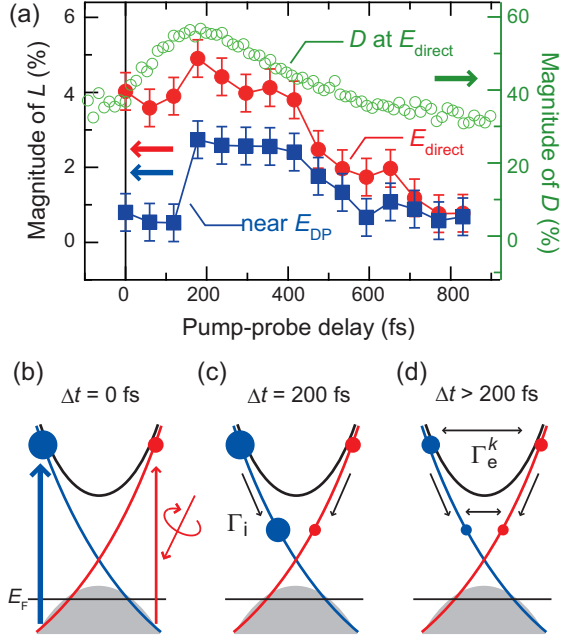 (a)
Magnitude of L (%)
6
4
2
0
D at E_direct
E_direct
near E_DP
60
40
20
0
Magnitude of D (%)
0 200 400 600 800
Pump-probe delay (fs)
(b) (c) (d)
Δt = 0 fs Δt = 200 fs Δt > 200 fs
Γ_e^k
Γ_i
E_F